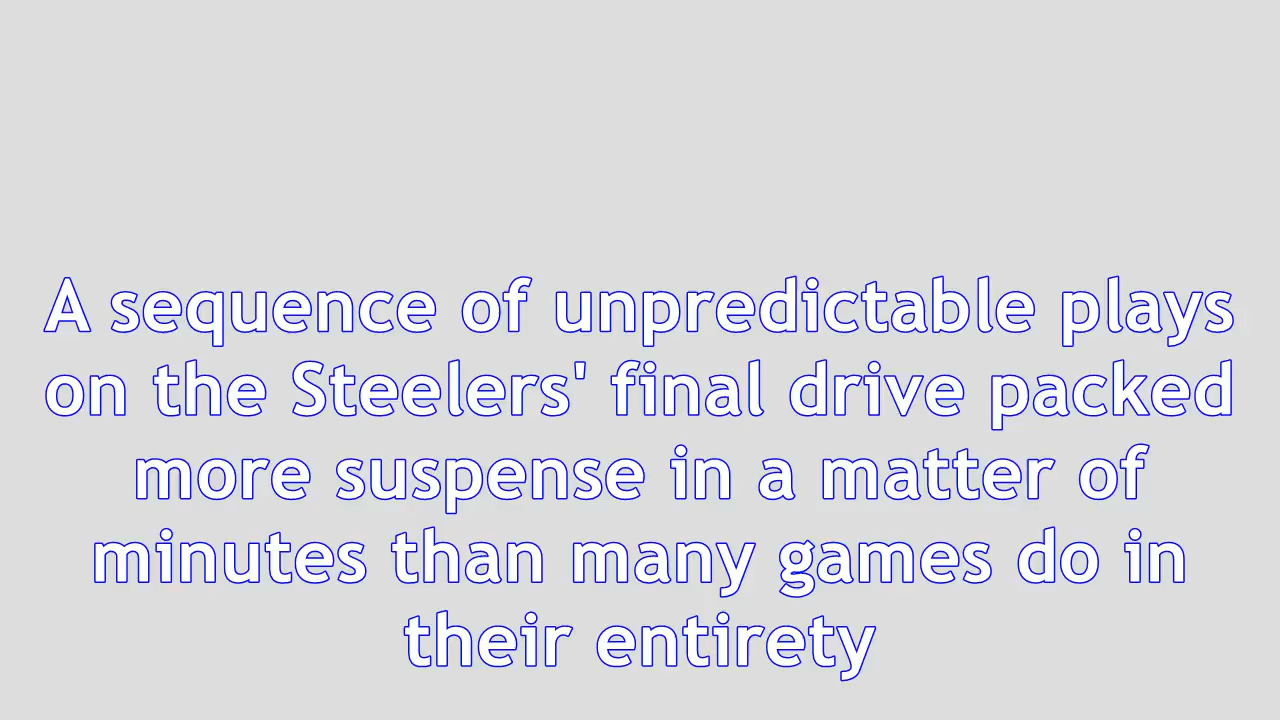 A sequence of unpredictable plays
on the Steelers' final drive packed
more suspense in a matter of
minutes than many games do in
their entirety